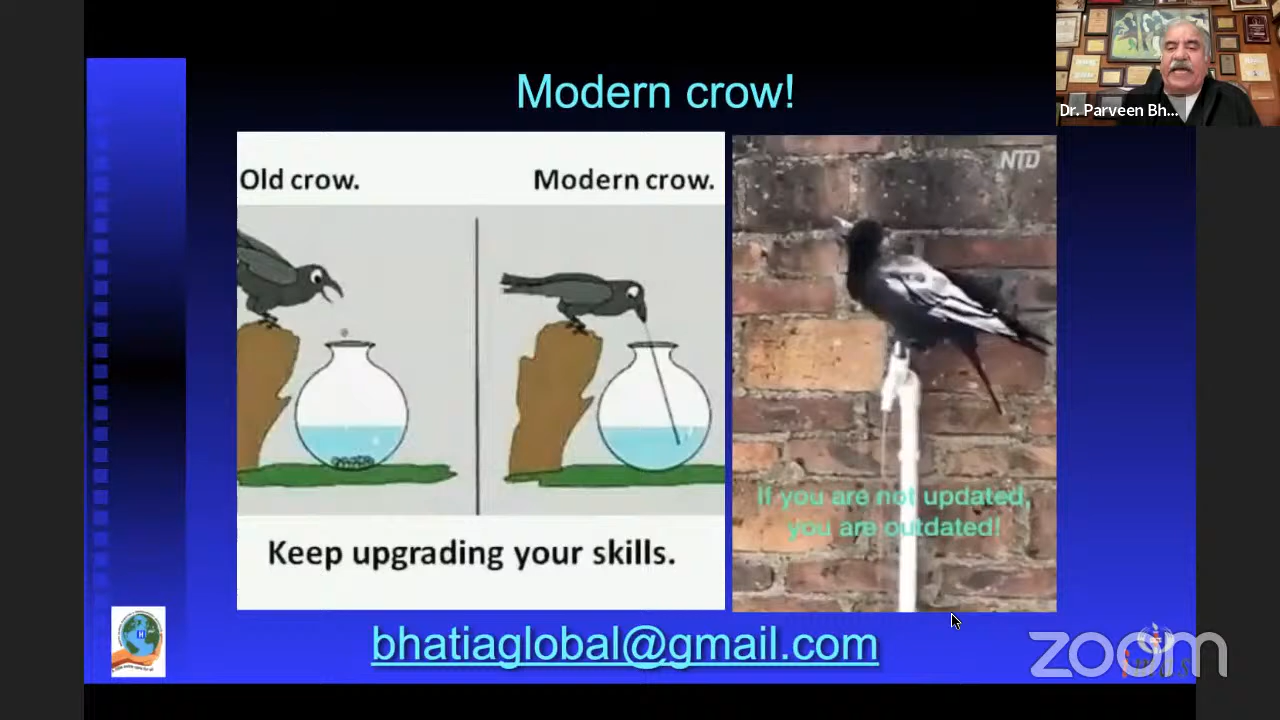 Modern crow!
Dr. Parveen Bh...
Old crow.
Modern crow.
NTD
If you are not updated,
you are outdated!
Keep upgrading your skills.
bhatiaglobal@gmail.com
zoom